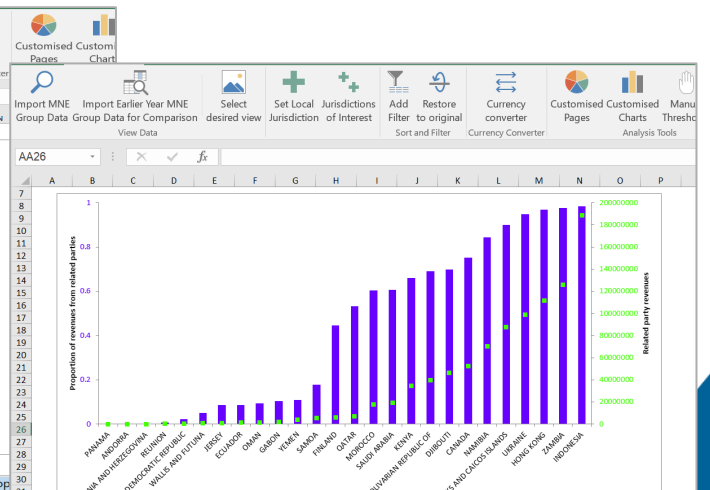 Customised Custom
Pages Chart
Import MNE Import Earlier Year MNE Select Set Local Jurisdictions Add Restore Currency Customised Customised Manu
Group Data Group Data for Comparison desired view Jurisdiction of Interest Filter to original converter Pages Charts Thresho
View Data Sort and Filter Currency Converter Analysis Tools
AA26 fx
A B C D E F G H I J K L M N O P
7
8
9
10
11
12
13
14
15
16
17
18
19
20
21
22
23
24
25
26
27
28
29
30
1
0.8
0.6
0.4
0.2
0
Proportion of revenues from related parties
200000000
180000000
160000000
140000000
120000000
100000000
80000000
60000000
40000000
20000000
0
Related party revenues
PANAMA
ANDORRA
NIA AND HERZEGOVINA
REUNION
DEMOCRATIC REPUBLIC
WALLIS AND FUTUNA
JERSEY
ECUADOR
OMAN
GABON
YEMEN
SAMOA
FINLAND
QATAR
MOROCCO
SAUDI ARABIA
KENYA
LIVARIAN REPUBLIC OF
DJIBOUTI
CANADA
NAMIBIA
KS AND CAICOS ISLANDS
UKRAINE
HONG KONG
ZAMBIA
INDONESIA